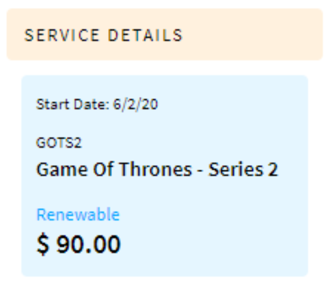 SERVICE DETAILS
Start Date: 6/2/20
GOTS2
Game Of Thrones - Series 2
Renewable
$ 90.00